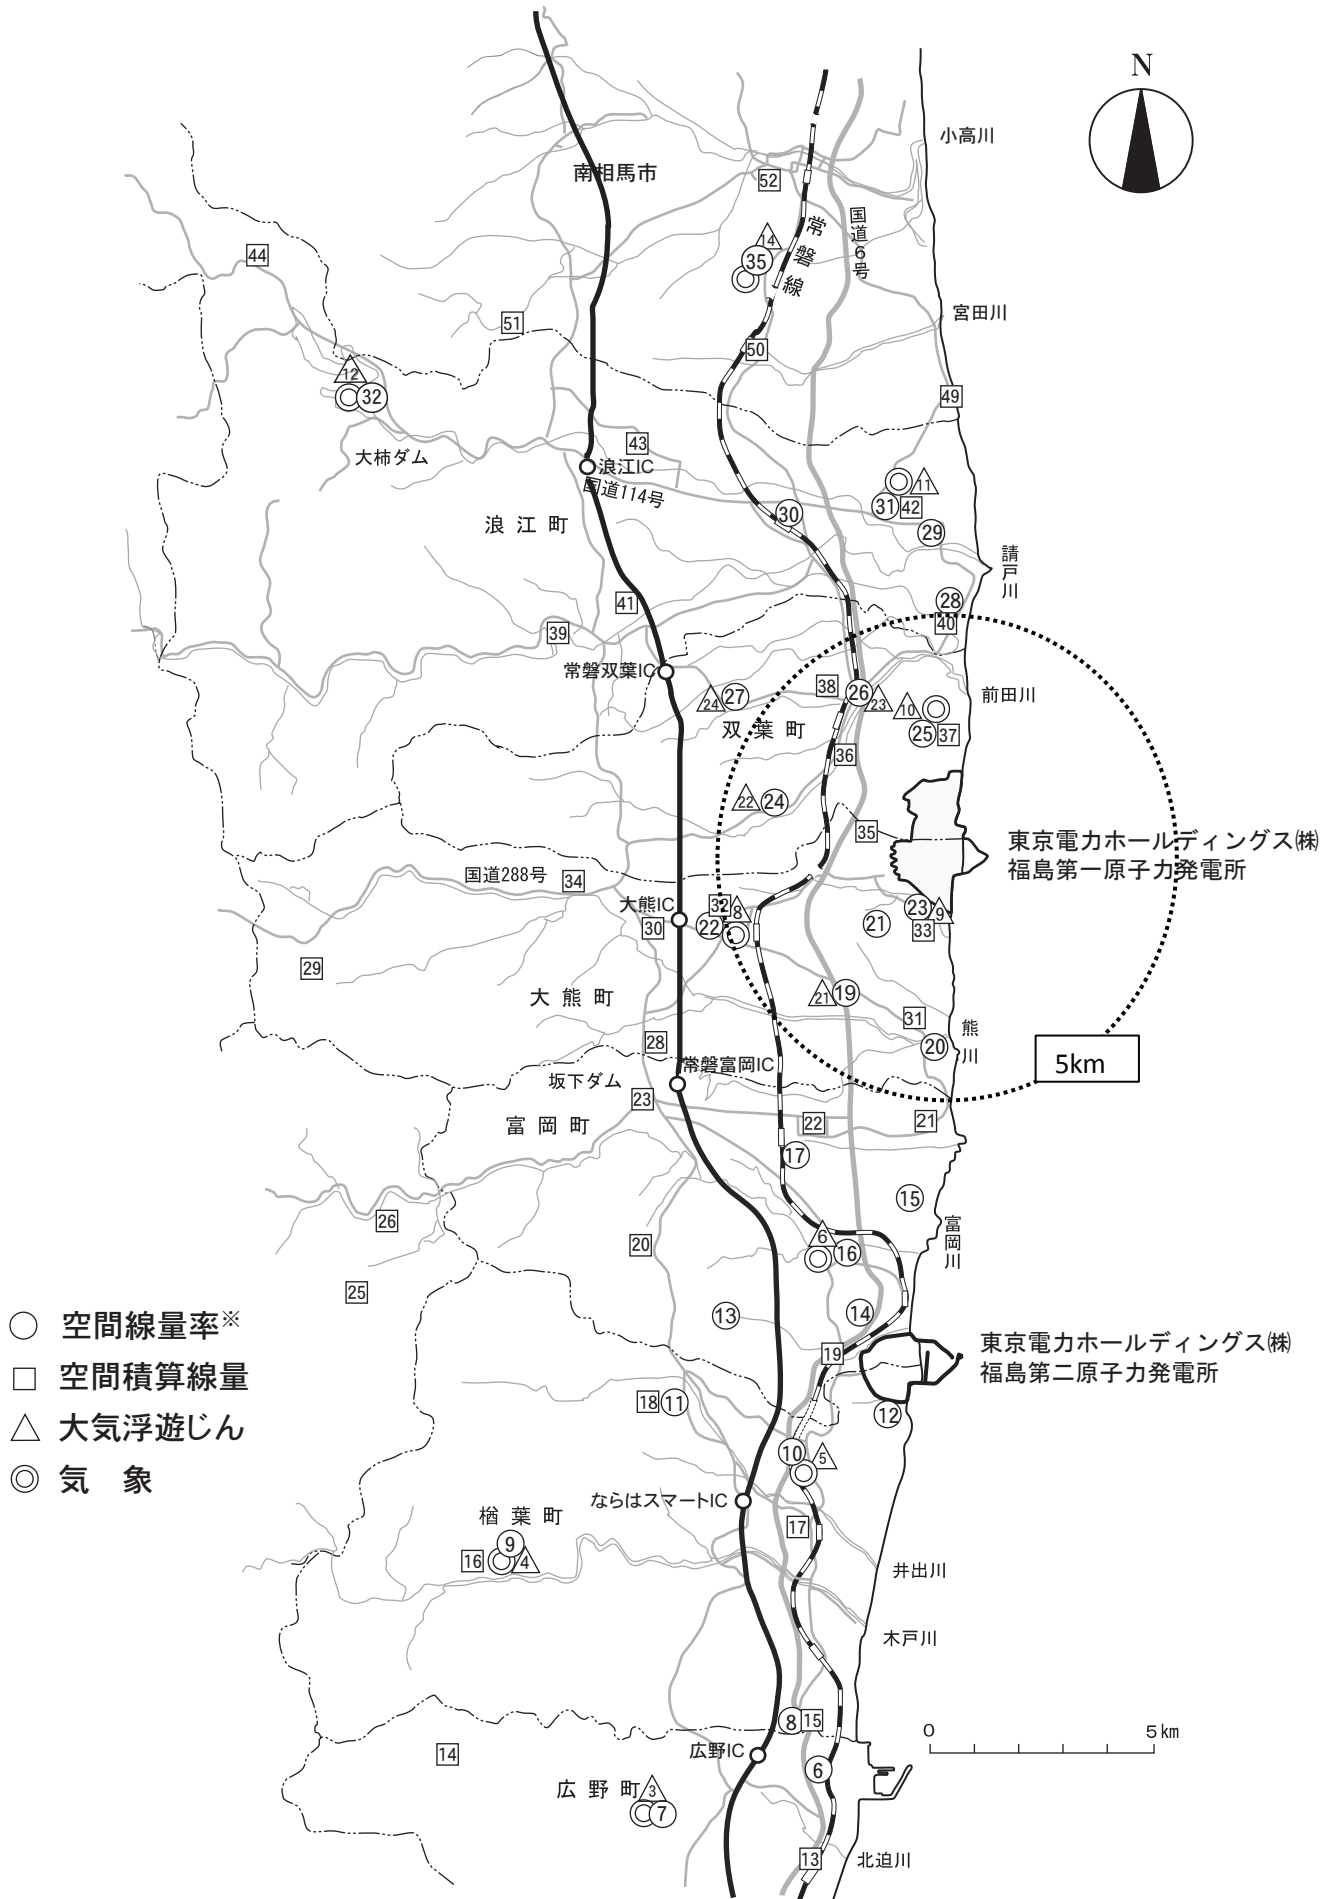 N
小高川
南相馬市
52
国道6号
14
常磐線
35
44
宮田川
51
50
12
32
49
43
大柿ダム
浪江IC
国道114号
11
31
42
30
浪江町
29
請戸川
28
41
40
39
常磐双葉IC
38
26
前田川
24
27
23
10
双葉町
25
37
36
22
24
35
東京電力ホールディングス㈱
福島第一原子力発電所
国道288号
34
大熊IC
32
8
23
9
30
22
21
33
29
21
19
大熊町
31
熊川
28
20
5km
常磐富岡IC
坂下ダム
23
22
21
富岡町
17
15
26
富岡川
20
6
16
25
13
14
○ 空間線量率※
19
東京電力ホールディングス㈱
福島第二原子力発電所
□ 空間積算線量
18
11
12
△ 大気浮遊じん
10
5
◎ 気 象
ならはスマートIC
楢葉町
17
9
16
4
井出川
木戸川
8
15
0
5km
広野IC
14
6
広野町
3
7
13
北迫川